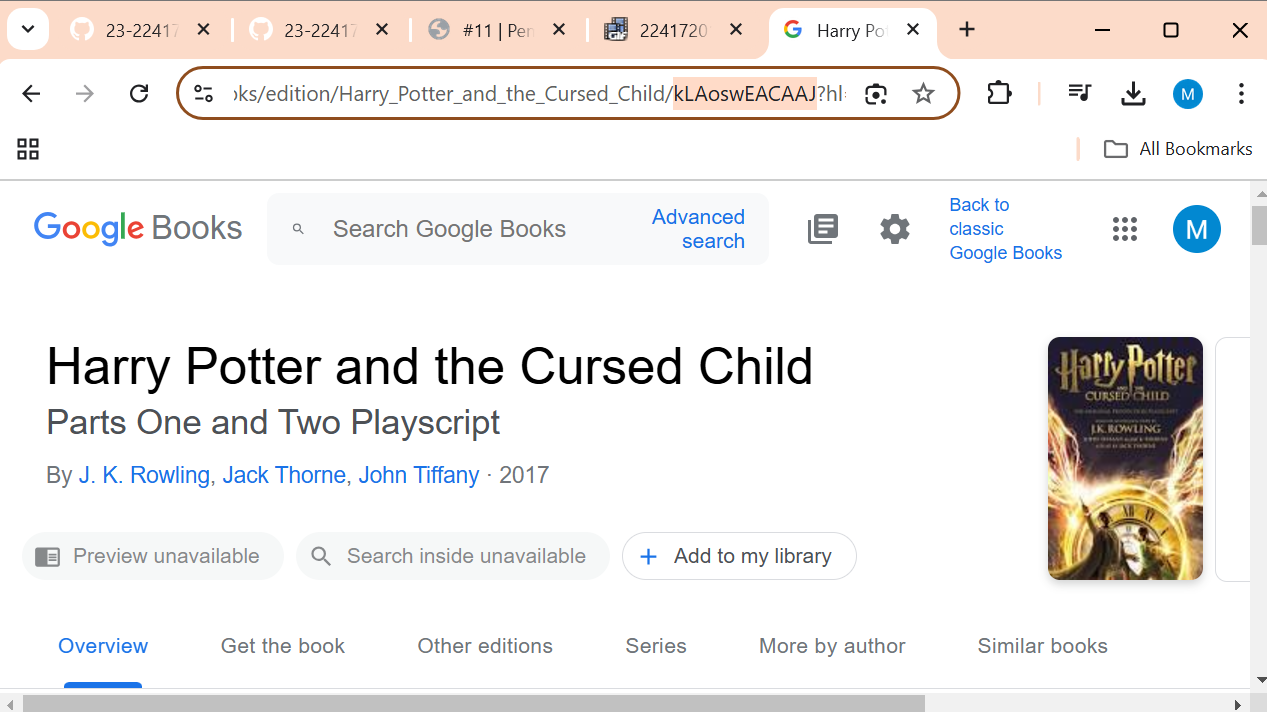 23-22417
23-22417
#11 | Pen
2241720
Harry Po
oks/edition/Harry_Potter_and_the_Cursed_Child/kLAoswEACAAJ?hl=
M
All Bookmarks
Google Books
Search Google Books
Advanced
search
Back to
classic
Google Books
M
Harry Potter and the Cursed Child
Parts One and Two Playscript
By J. K. Rowling, Jack Thorne, John Tiffany · 2017
Harry Potter
AND THE
CURSED CHILD
J.K. ROWLING
Preview unavailable
Search inside unavailable
Add to my library
Overview
Get the book
Other editions
Series
More by author
Similar books